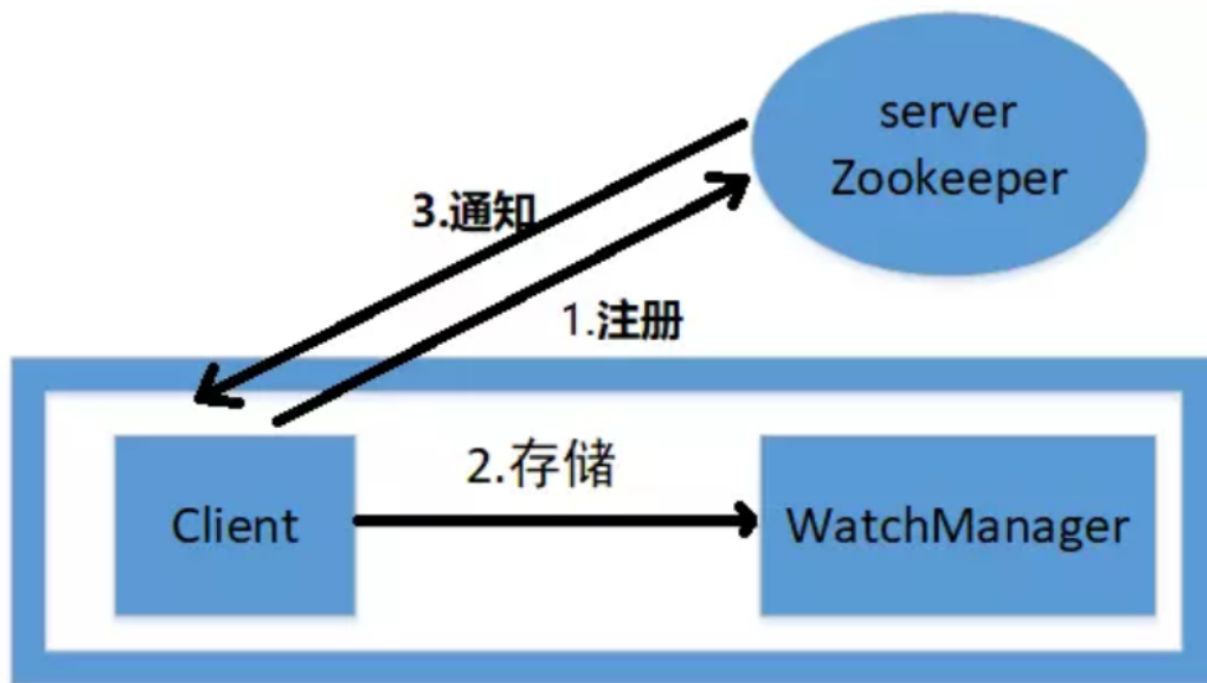 server
Zookeeper
3.通知
1.注册
2.存储
Client
WatchManager